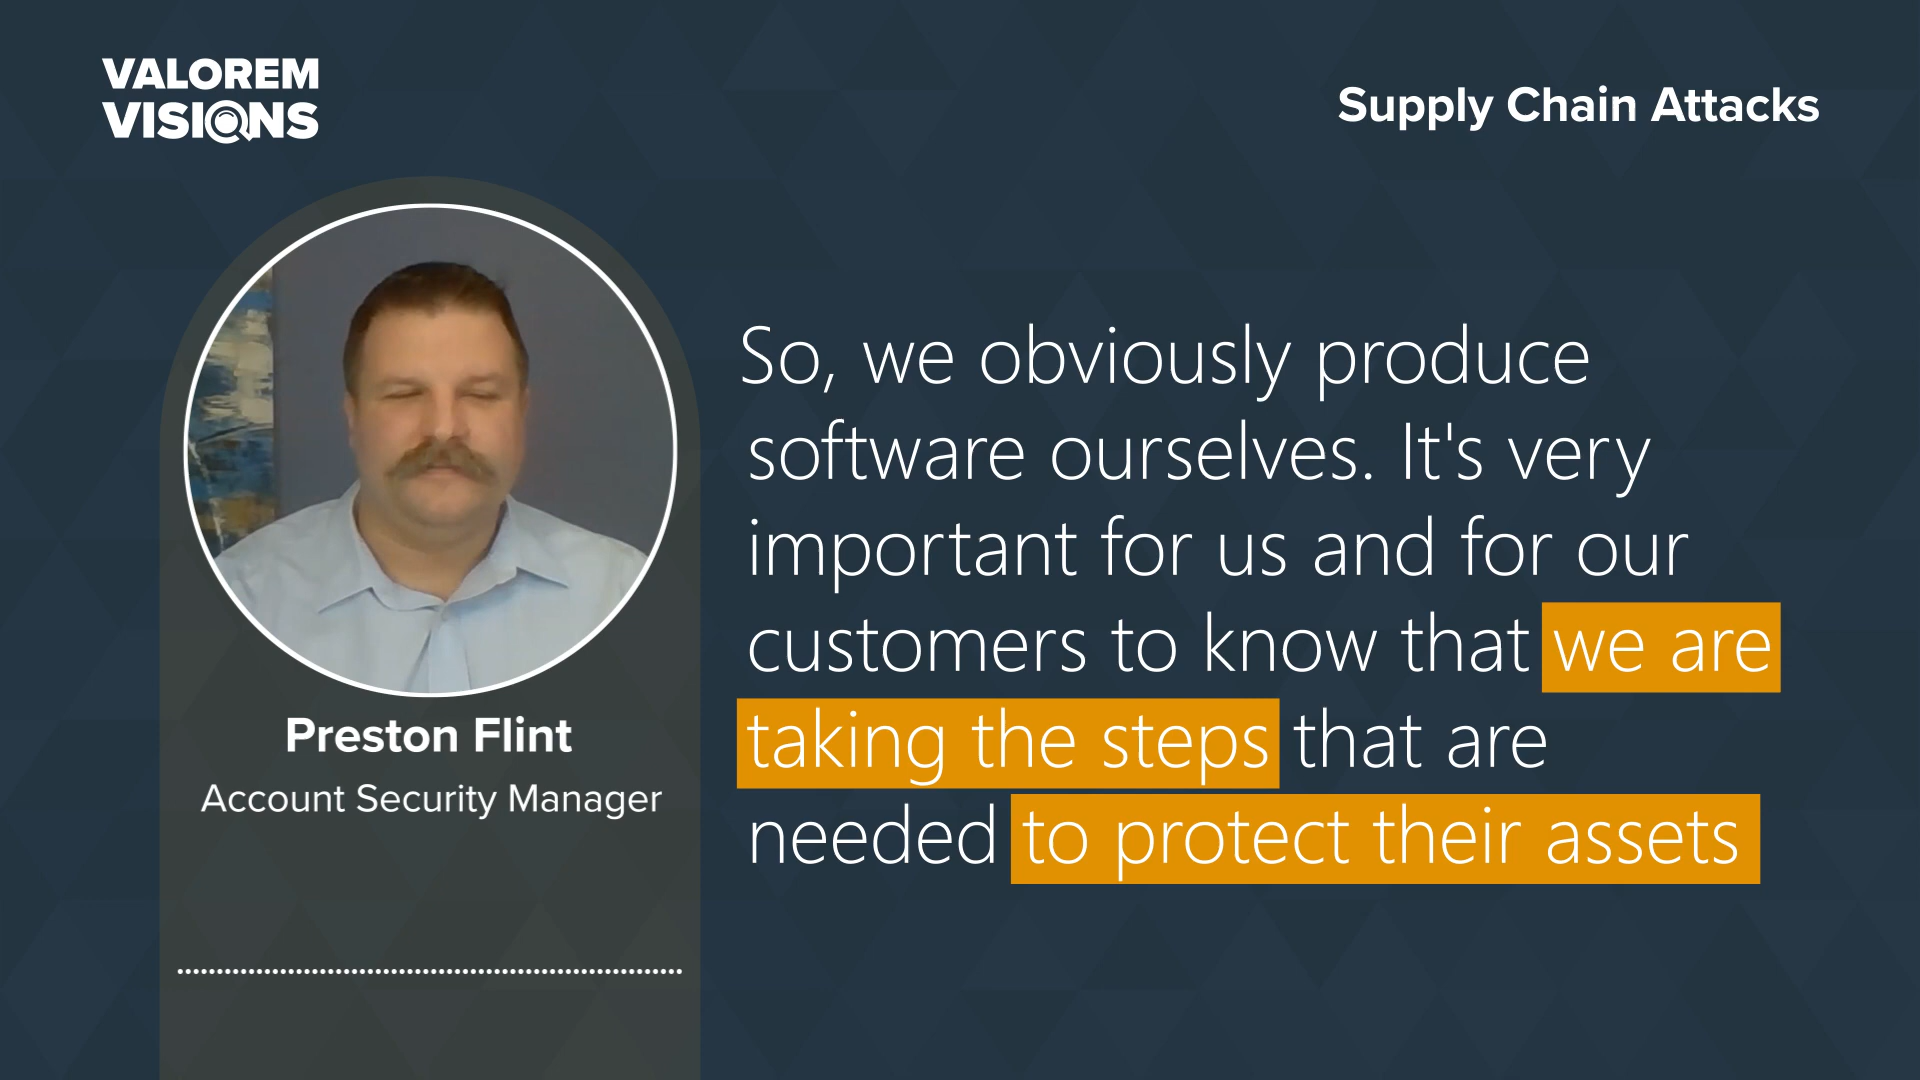 VALOREM
VISIONS
Supply Chain Attacks
Preston Flint
Account Security Manager
So, we obviously produce
software ourselves. It's very
important for us and for our
customers to know that we are
taking the steps that are
needed to protect their assets